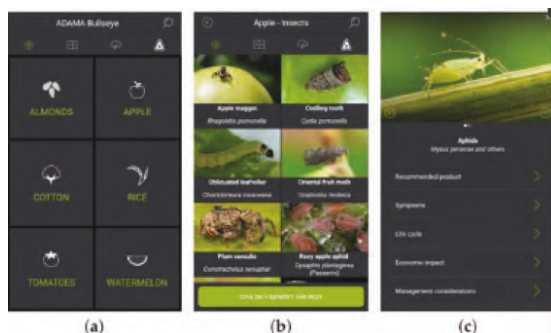 ADAMA Bullseye
ALMONDS
APPLE
COTTON
RICE
TOMATOES
WATERMELON
(a)
Apple - Insects
Apple maggot
Rhagoletis pomonella
Codling moth
Cydia pomonella
Obliquebanded leafroller
Choristoneura rosaceana
Oriental fruit moth
Grapholita molesta
Plum curculio
Conotrachelus nenuphar
Rosy apple aphid
Dysaphis plantaginea
(Passerini)
(b)
Aphids
Myzus persicae and others
Recommended product
Symptoms
Life cycle
Economic impact
Management considerations
(c)